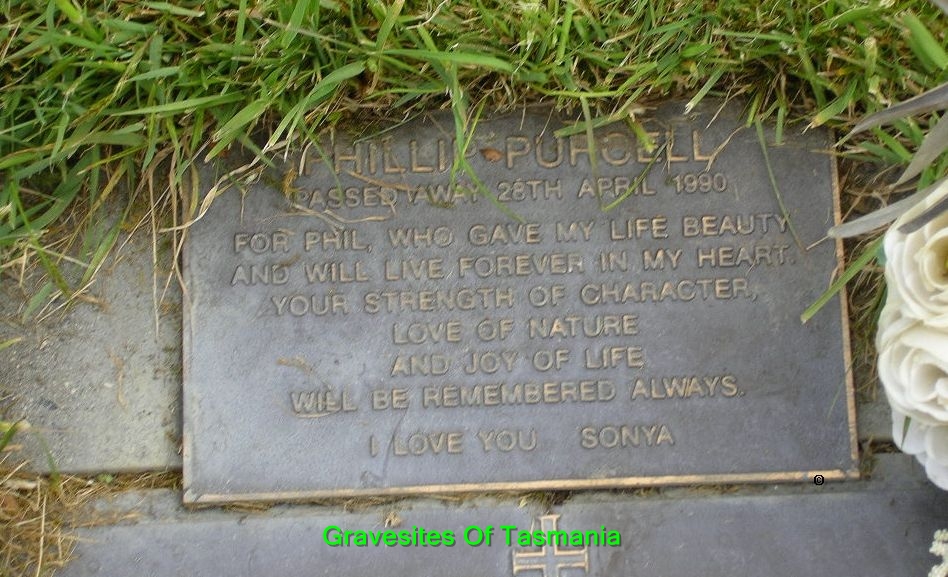 PHILLIP PURCELL
PASSED AWAY 28TH APRIL 1990
FOR PHIL, WHO GAVE MY LIFE BEAUTY
AND WILL LIVE FOREVER IN MY HEART.
YOUR STRENGTH OF CHARACTER,
LOVE OF NATURE
AND JOY OF LIFE
WILL BE REMEMBERED ALWAYS.
I LOVE YOU SONYA
©
Gravesites Of Tasmania